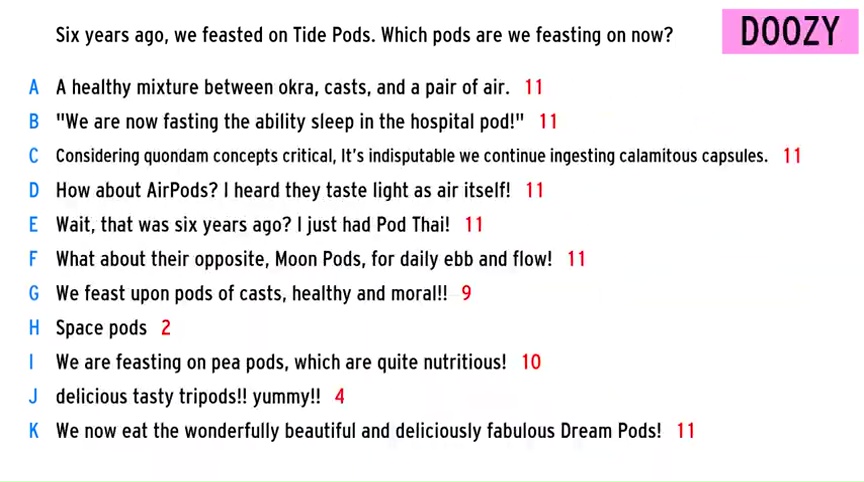 Six years ago, we feasted on Tide Pods. Which pods are we feasting on now?
DOOZY
A A healthy mixture between okra, casts, and a pair of air. 11
B "We are now fasting the ability sleep in the hospital pod!" 11
C Considering quondam concepts critical, It's indisputable we continue ingesting calamitous capsules. 11
D How about AirPods? I heard they taste light as air itself! 11
E Wait, that was six years ago? I just had Pod Thai! 11
F What about their opposite, Moon Pods, for daily ebb and flow! 11
G We feast upon pods of casts, healthy and moral!! 9
H Space pods 2
I We are feasting on pea pods, which are quite nutritious! 10
J delicious tasty tripods!! yummy!! 4
K We now eat the wonderfully beautiful and deliciously fabulous Dream Pods! 11